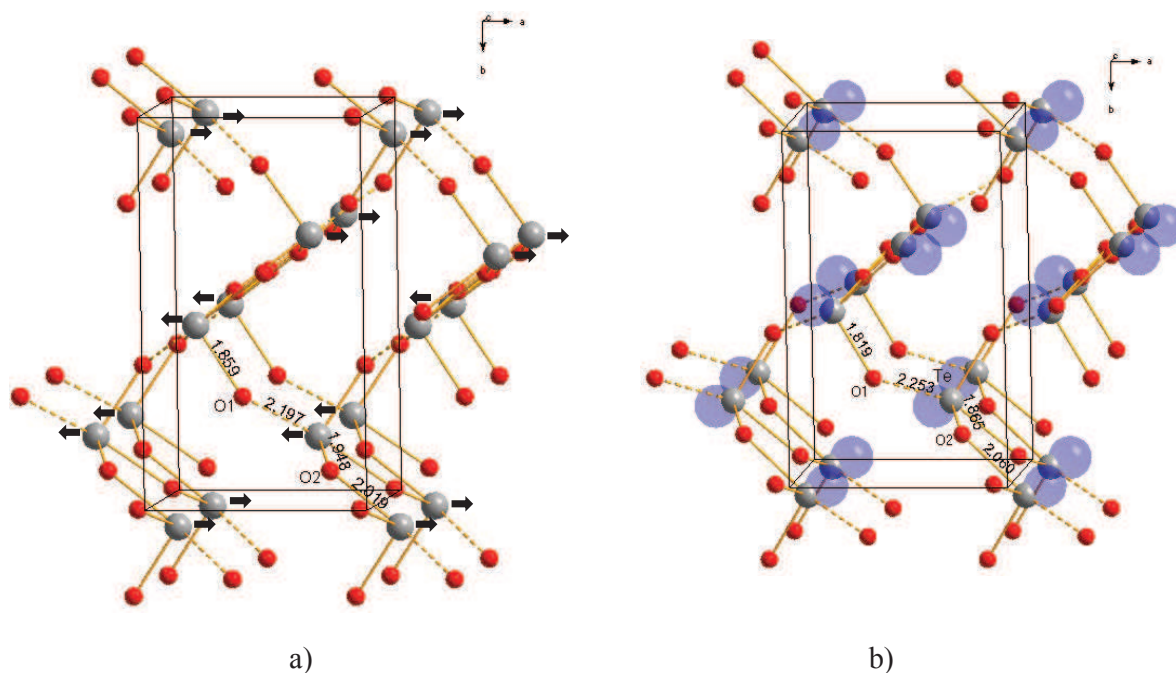 c
a
b
1.859
O1
2.197
1.948
O2
2.019
a)
c
a
b
1.819
O1
2.253
Te
1.865
O2
2.060
b)